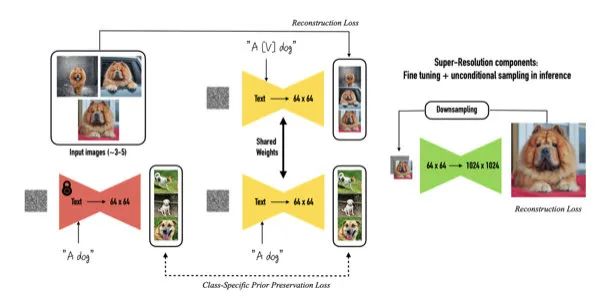 Reconstruction Loss
"A [V] dog"
Text → 64 x 64
Input images (~3-5)
Shared
Weights
Text → 64 x 64
"A dog"
Text → 64 x 64
"A dog"
Class-Specific Prior Preservation Loss
Super-Resolution components:
Fine tuning + unconditional sampling in inference
Downsampling
64 x 64 → 1024 x 1024
Reconstruction Loss